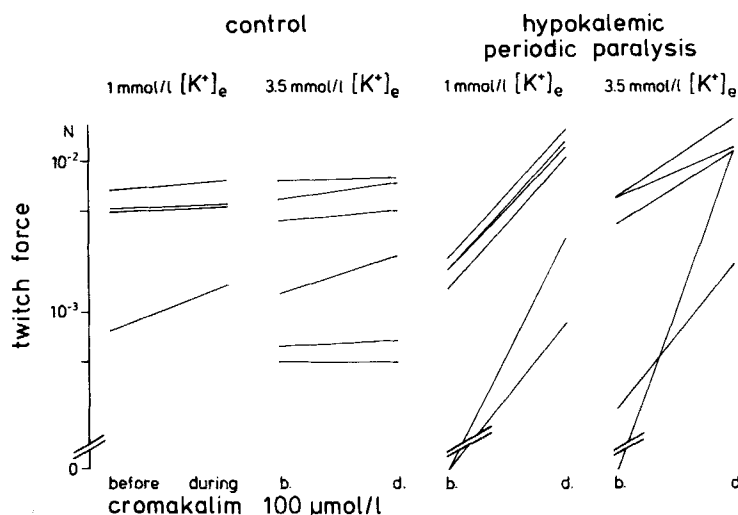 control
hypokalemic
periodic paralysis
1 mmol/l [K⁺]e
3.5 mmol/l [K⁺]e
1 mmol/l [K⁺]e
3.5 mmol/l [K⁺]e
N
10⁻²
10⁻³
0
twitch force
before during b. d. b. d. b. d.
cromakalim 100 µmol/l